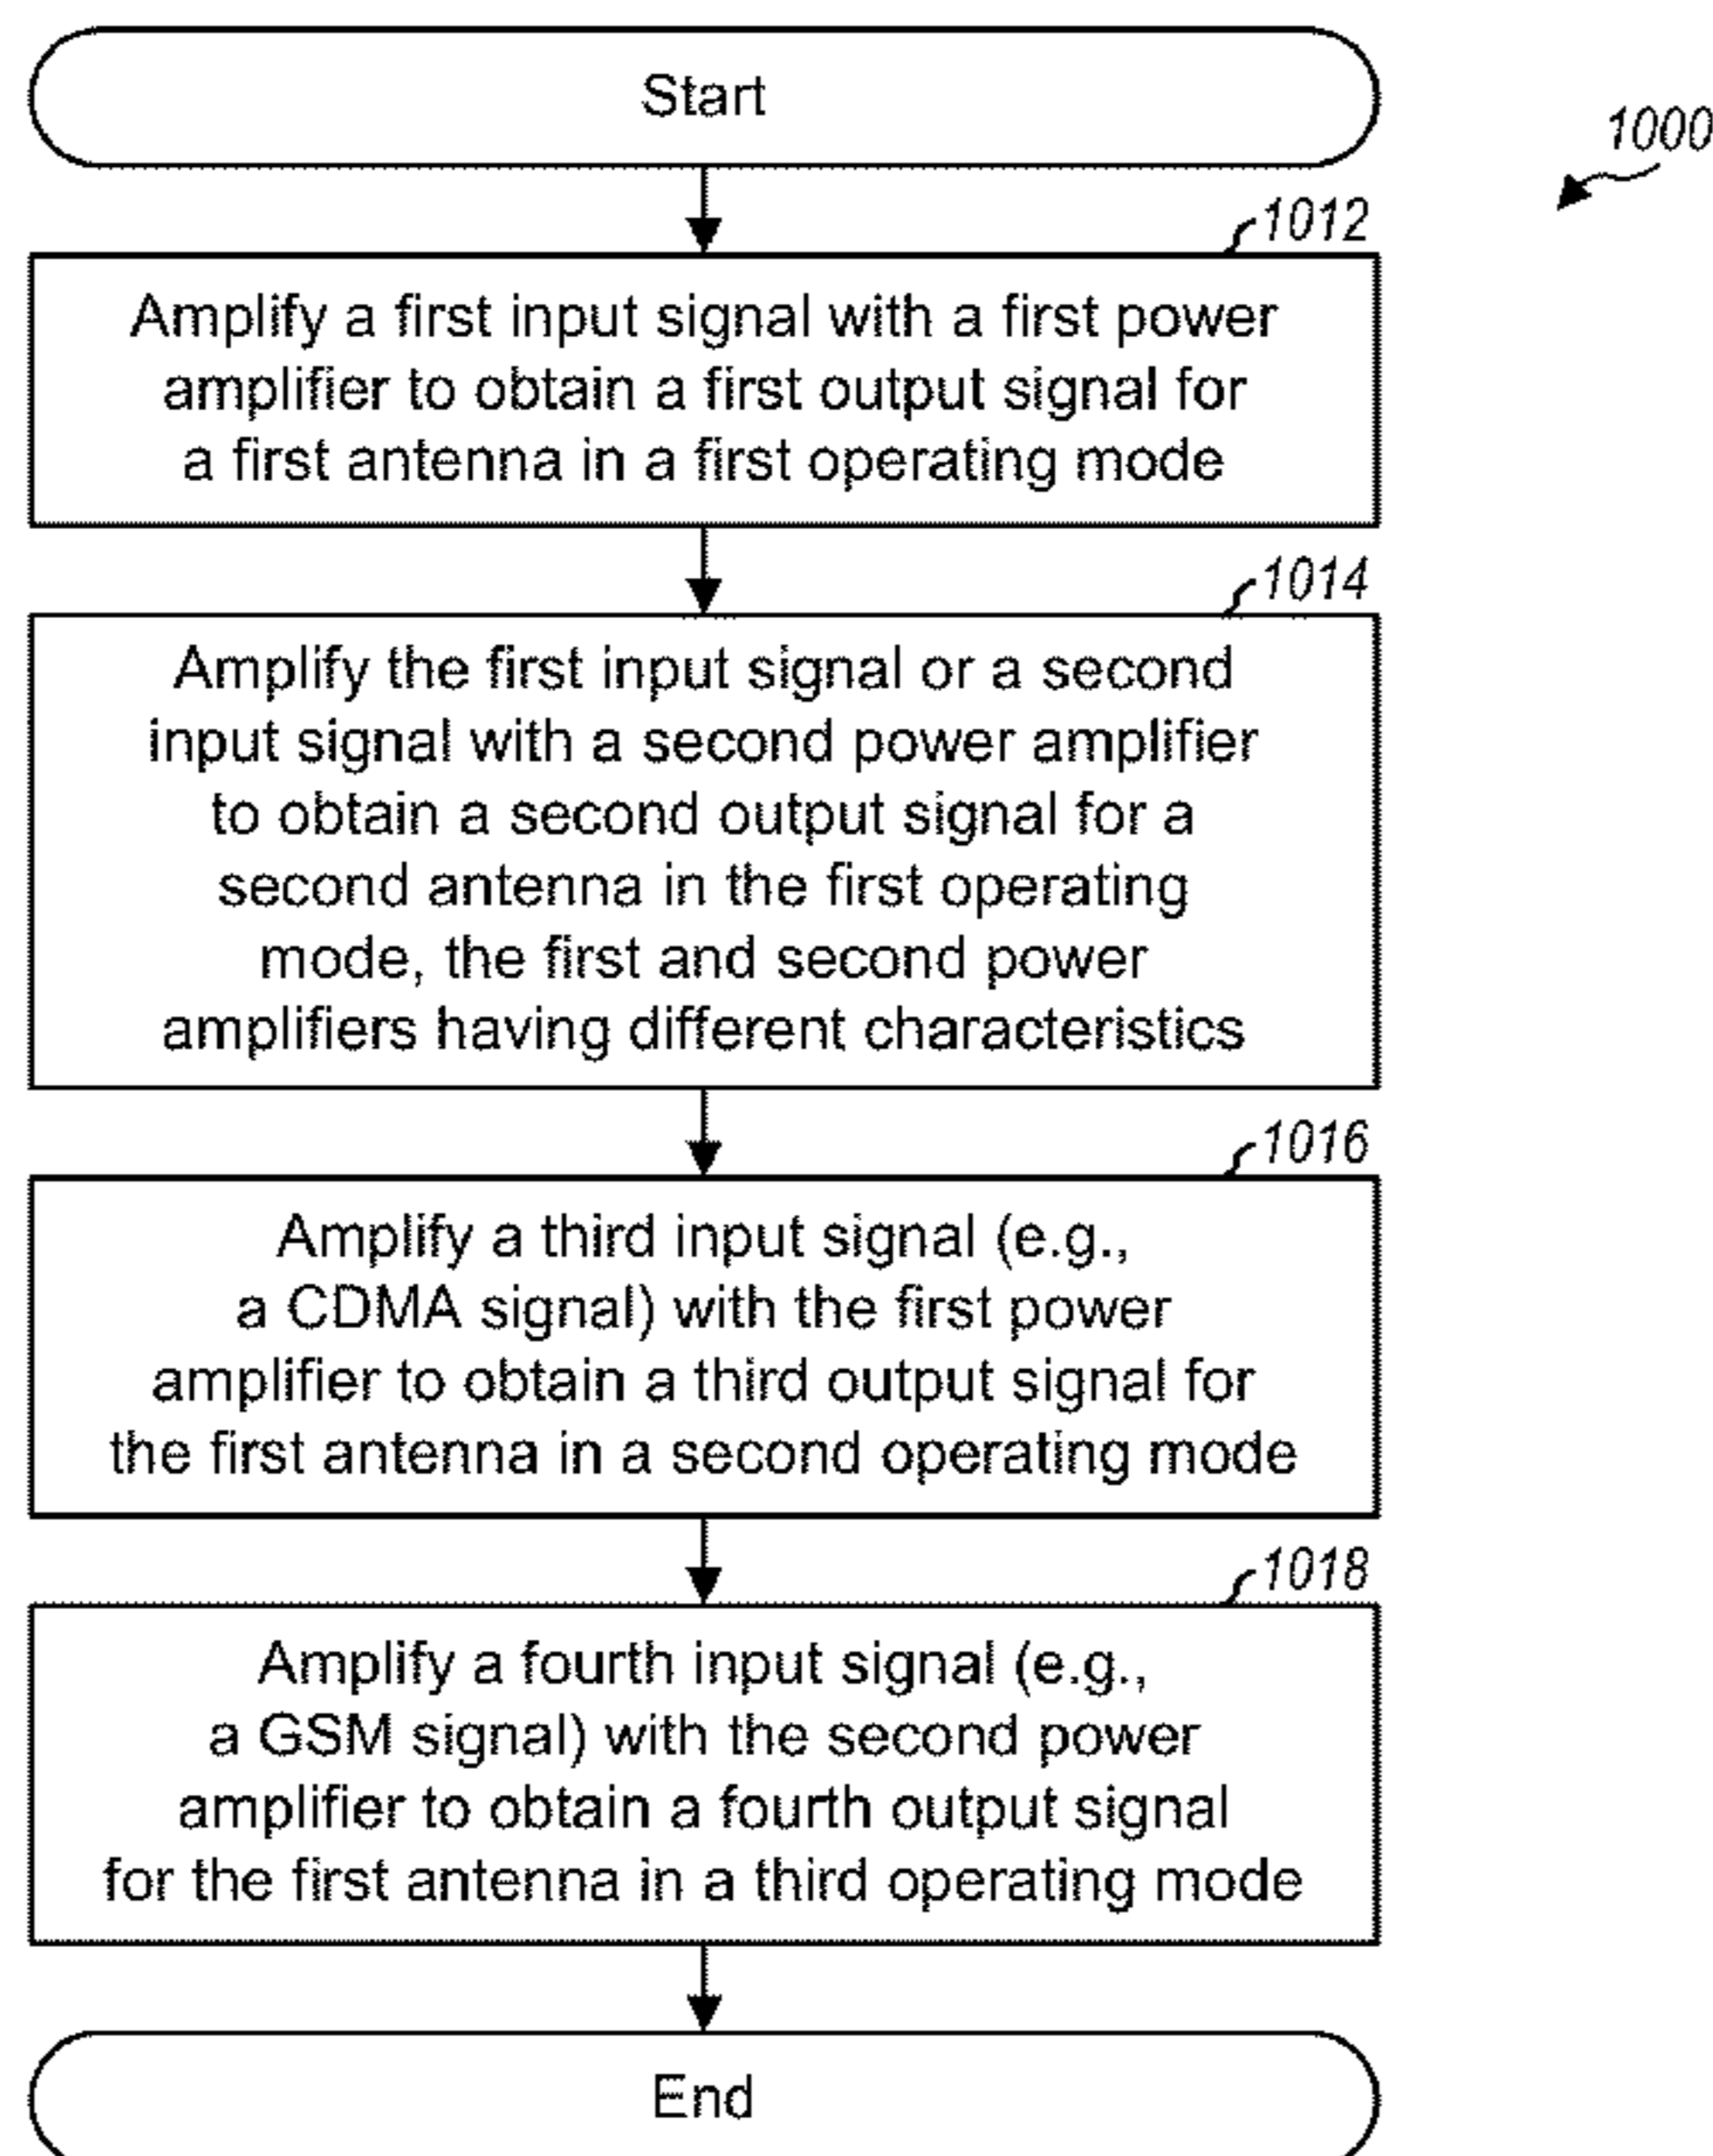 Start
1000
1012
Amplify a first input signal with a first power
amplifier to obtain a first output signal for
a first antenna in a first operating mode
1014
Amplify the first input signal or a second
input signal with a second power amplifier
to obtain a second output signal for a
second antenna in the first operating
mode, the first and second power
amplifiers having different characteristics
1016
Amplify a third input signal (e.g.,
a CDMA signal) with the first power
amplifier to obtain a third output signal for
the first antenna in a second operating mode
1018
Amplify a fourth input signal (e.g.,
a GSM signal) with the second power
amplifier to obtain a fourth output signal
for the first antenna in a third operating mode
End